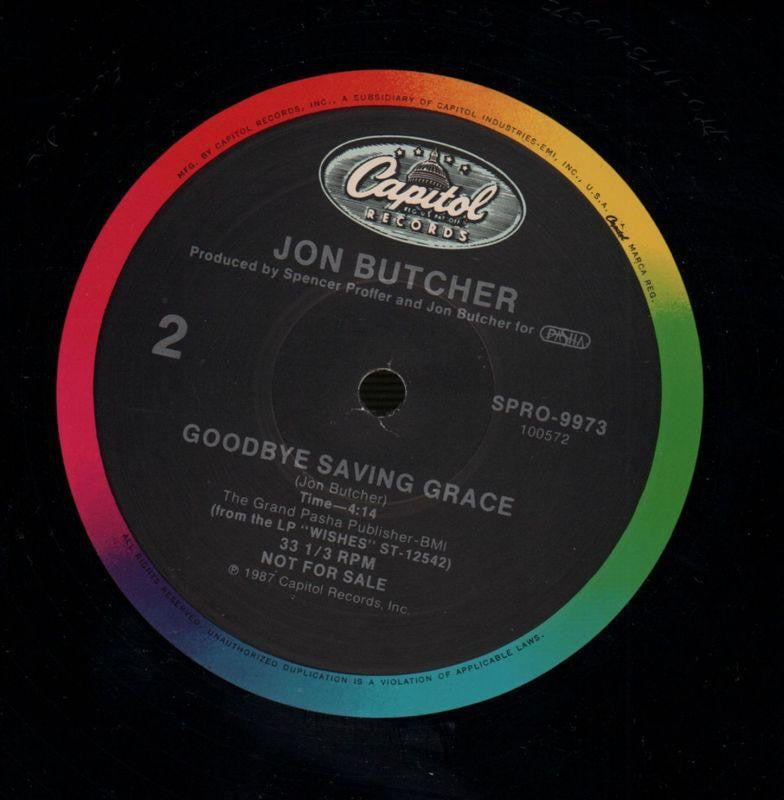 MFG. BY CAPITOL RECORDS, INC., A SUBSIDIARY OF CAPITOL INDUSTRIES-EMI, INC., U.S.A. Capitol MARCA REG.
Capitol
RECORDS
JON BUTCHER
Produced by Spencer Proffer and Jon Butcher for PASHA
2
SPRO-9973
100572
GOODBYE SAVING GRACE
(Jon Butcher)
Time—4:14
The Grand Pasha Publisher-BMI
(from the LP "WISHES" ST-12542)
33 1/3 RPM
NOT FOR SALE
℗ 1987 Capitol Records, Inc.
ALL RIGHTS RESERVED. UNAUTHORIZED DUPLICATION IS A VIOLATION OF APPLICABLE LAWS.